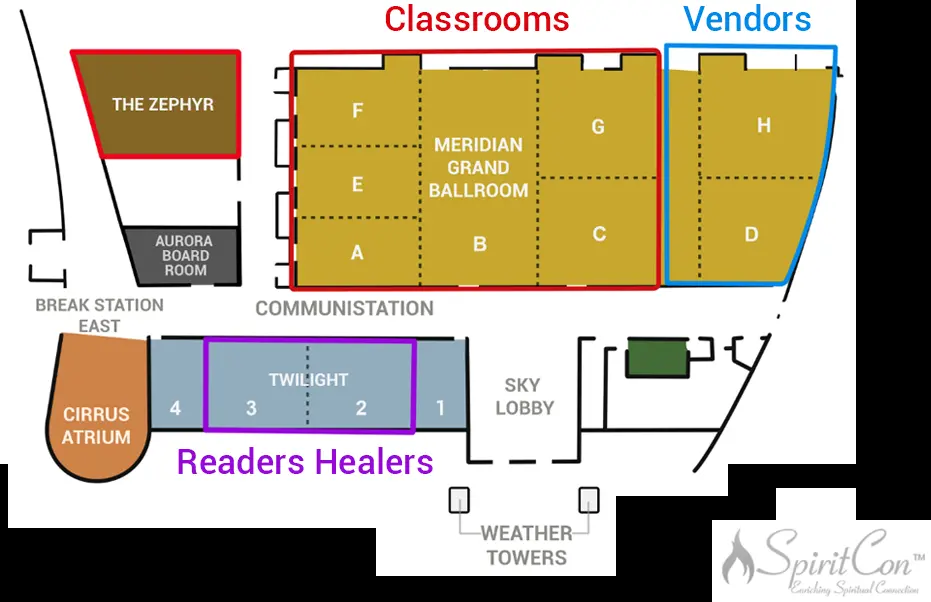 Classrooms
Vendors
THE ZEPHYR
F
E
A
MERIDIAN
GRAND
BALLROOM
B
G
C
H
D
AURORA
BOARD
ROOM
BREAK STATION
EAST
COMMUNISTATION
CIRRUS
ATRIUM
4
TWILIGHT
3
2
1
SKY
LOBBY
Readers Healers
WEATHER
TOWERS
SpiritCon™
Enriching Spiritual Connection